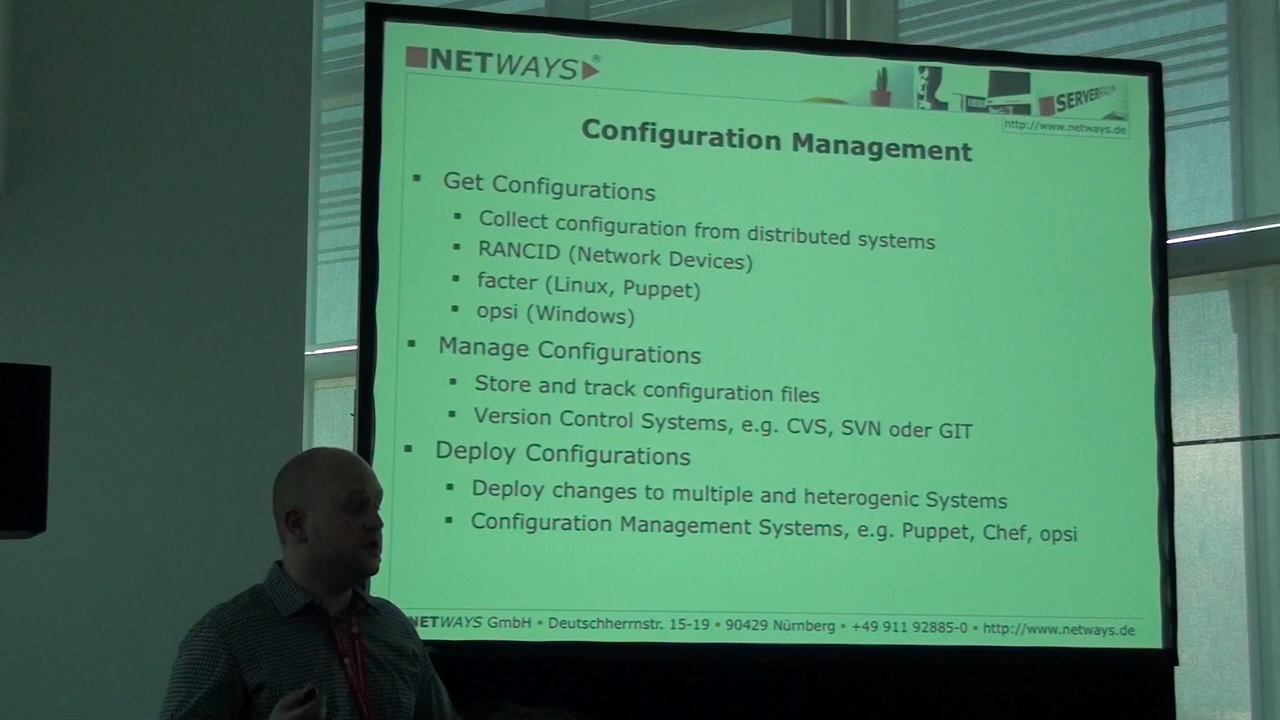 NETWAYS®
SERVER
http://www.netways.de
Configuration Management
▪ Get Configurations
▪ Collect configuration from distributed systems
▪ RANCID (Network Devices)
▪ facter (Linux, Puppet)
▪ opsi (Windows)
▪ Manage Configurations
▪ Store and track configuration files
▪ Version Control Systems, e.g. CVS, SVN oder GIT
▪ Deploy Configurations
▪ Deploy changes to multiple and heterogenic Systems
▪ Configuration Management Systems, e.g. Puppet, Chef, opsi
NETWAYS GmbH ▪ Deutschherrnstr. 15-19 ▪ 90429 Nürnberg ▪ +49 911 92885-0 ▪ http://www.netways.de